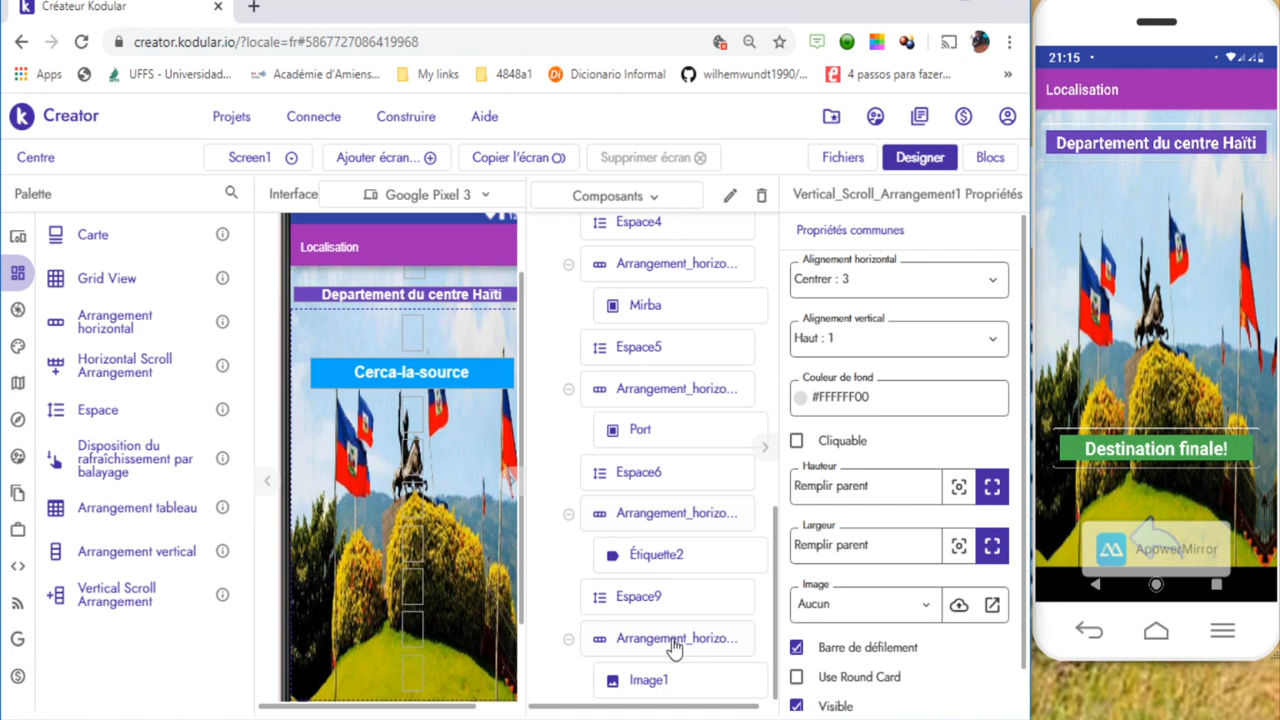 Créateur Kodular
creator.kodular.io/?locale=fr#5867727086419968
Apps
UFFS - Universidad...
Académie d'Amiens...
My links
4848a1
Dicionario Informal
wilhemwundt1990/...
4 passos para fazer...
»
Creator
Projets
Connecte
Construire
Aide
Centre
Screen1
Ajouter écran...
Copier l'écran
Supprimer écran
Fichiers
Designer
Blocs
Palette
Interface
Google Pixel 3
Composants
Vertical_Scroll_Arrangement1 Propriétés
Carte
Grid View
Arrangement
horizontal
Horizontal Scroll
Arrangement
Espace
Disposition du
rafraîchissement par
balayage
Arrangement tableau
Arrangement vertical
Vertical Scroll
Arrangement
Localisation
Departement du centre Haïti
Cerca-la-source
Espace4
Arrangement_horizo...
Mirba
Espace5
Arrangement_horizo...
Port
Espace6
Arrangement_horizo...
Étiquette2
Espace9
Arrangement_horizo...
Image1
Propriétés communes
Alignement horizontal
Centrer : 3
Alignement vertical
Haut : 1
Couleur de fond
#FFFFFF00
Cliquable
Hauteur
Remplir parent
Largeur
Remplir parent
Image
Aucun
Barre de défilement
Use Round Card
Visible
21:15
Localisation
Departement du centre Haïti
Destination finale!
ApowerMirror